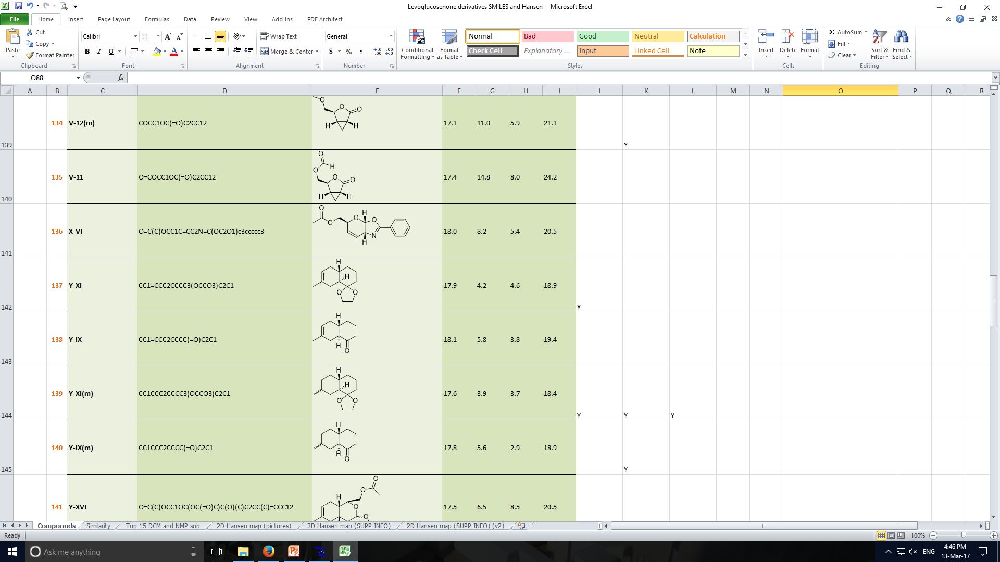 Levoglucosenone derivatives SMILES and Hansen - Microsoft Excel
File Home Insert Page Layout Formulas Data Review View Add-Ins PDF Architect
Paste Cut Copy Format Painter
Clipboard
Calibri 11 A A
B I U A
Font
Wrap Text
Merge & Center
Alignment
General
$ % , .00 .0
Number
Conditional Formatting
Format as Table
Normal Bad Good Neutral Calculation
Check Cell Explanatory ... Input Linked Cell Note
Styles
Insert Delete Format
Cells
Σ AutoSum
Fill
Clear
Sort & Filter
Find & Select
Editing
O88 fx
A B C D E F G H I J K L M N O P Q R
139 134 V-12(m) COCC1OC(=O)C2CC12 O O O H H 17.1 11.0 5.9 21.1 Y
140 135 V-11 O=COCC1OC(=O)C2CC12 O H O O O H H 17.4 14.8 8.0 24.2
141 136 X-VI O=C(C)OCC1C=CC2N=C(OC2O1)c3ccccc3 O O O H O N H 18.0 8.2 5.4 20.5
142 137 Y-XI CC1=CCC2CCCC3(OCCO3)C2C1 H H O O 17.9 4.2 4.6 18.9 Y
143 138 Y-IX CC1=CCC2CCCC(=O)C2C1 H H O 18.1 5.8 3.8 19.4
144 139 Y-XI(m) CC1CCC2CCCC3(OCCO3)C2C1 H H O O 17.6 3.9 3.7 18.4 Y Y Y
145 140 Y-IX(m) CC1CCC2CCCC(=O)C2C1 H H O 17.8 5.6 2.9 18.9 Y
141 Y-XVI O=C(C)OCC1OC(OC(=O)C)C(O)(C)C2CC(C)=CCC12 O O H O O 17.5 6.5 8.5 20.5
Compounds Similarity Top 15 DCM and NMP sub 2D Hansen map (pictures) 2D Hansen map (SUPP INFO) 2D Hansen map (SUPP INFO) (v2)
Ready 100%
Ask me anything
ENG
4:46 PM
13-Mar-17